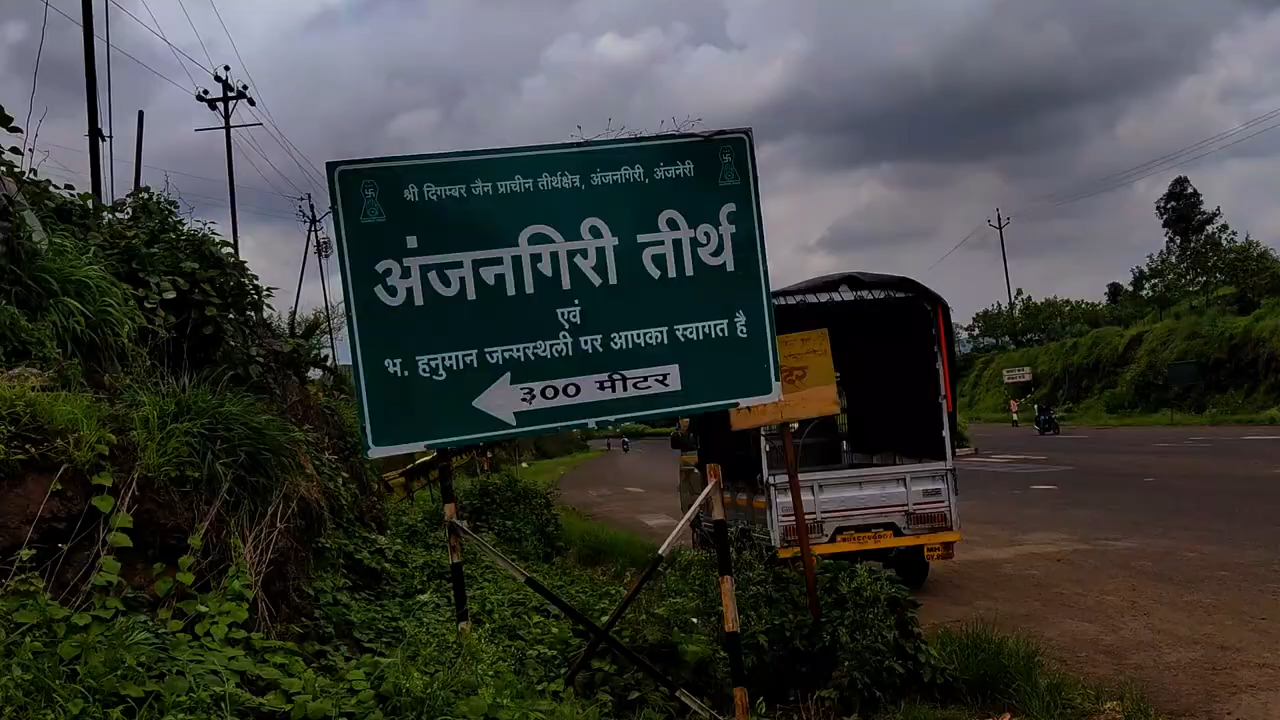 श्री दिगम्बर जैन प्राचीन तीर्थक्षेत्र, अंजनगिरी, अंजनेरी
अंजनगिरी तीर्थ
एवं
भ. हनुमान जन्मस्थली पर आपका स्वागत है
३०० मीटर